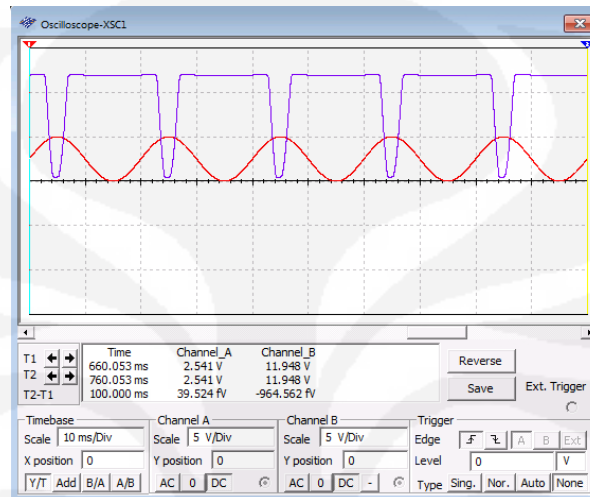 Oscilloscope-XSC1
1
Time Channel_A Channel_B
T1 660.053 ms 2.541 V 11.948 V
T2 760.053 ms 2.541 V 11.948 V
T2-T1 100.000 ms 39.524 fV -964.562 fV
Reverse
Save
Ext. Trigger
Timebase Channel A Channel B Trigger
Scale 10 ms/Div Scale 5 V/Div Scale 5 V/Div Edge A B Ext
X position 0 Y position 0 Y position 0 Level 0 V
Y/T Add B/A A/B AC 0 DC AC 0 DC - Type Sing. Nor. Auto None